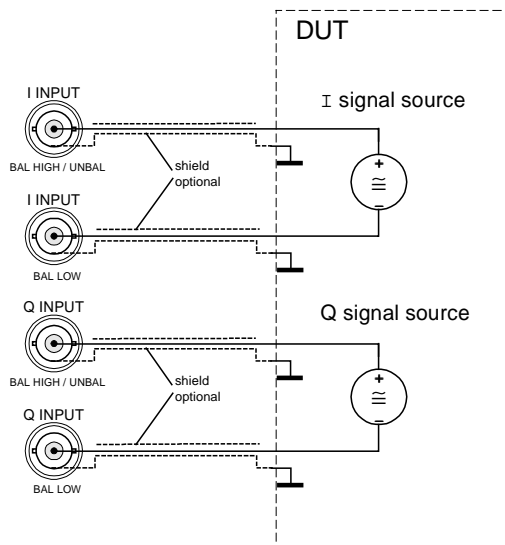 DUT
I INPUT
I signal source
BAL HIGH / UNBAL
shield
optional
+
≅
−
I INPUT
BAL LOW
Q INPUT
Q signal source
BAL HIGH / UNBAL
shield
optional
+
≅
−
Q INPUT
BAL LOW